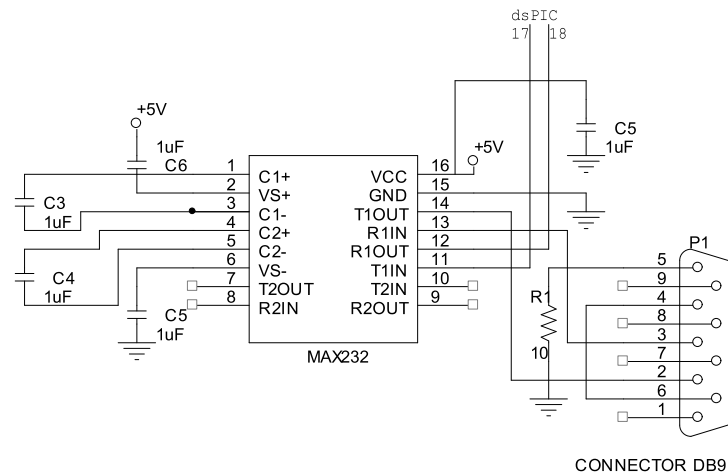 dsPIC
17 18
+5V
1uF
C6
C3
1uF
C4
1uF
C5
1uF
1
2
3
4
5
6
7
8
C1+
VS+
C1-
C2+
C2-
VS-
T2OUT
R2IN
VCC
GND
T1OUT
R1IN
R1OUT
T1IN
T2IN
R2OUT
16
15
14
13
12
11
10
9
MAX232
+5V
C5
1uF
R1
10
P1
5
9
4
8
3
7
2
6
1
CONNECTOR DB9